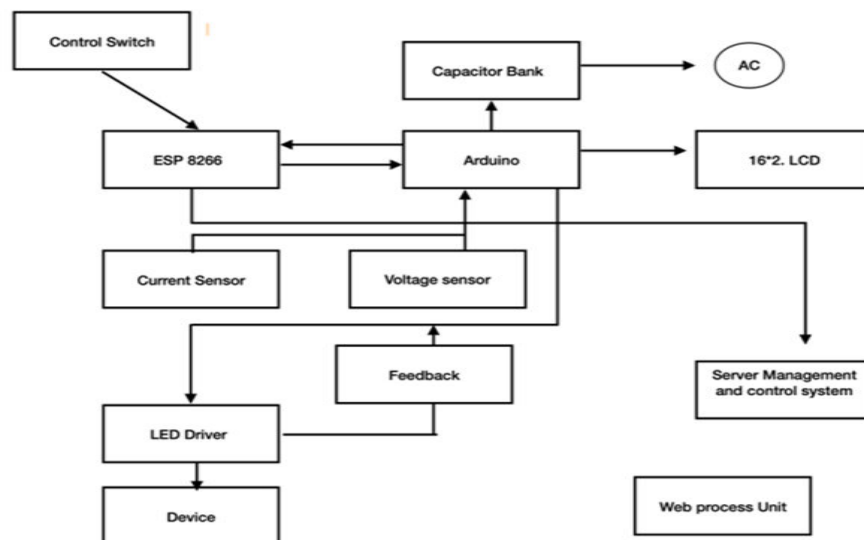 Control Switch
Capacitor Bank
AC
ESP 8266
Arduino
16*2. LCD
Current Sensor
Voltage sensor
Feedback
Server Management
and control system
LED Driver
Device
Web process Unit